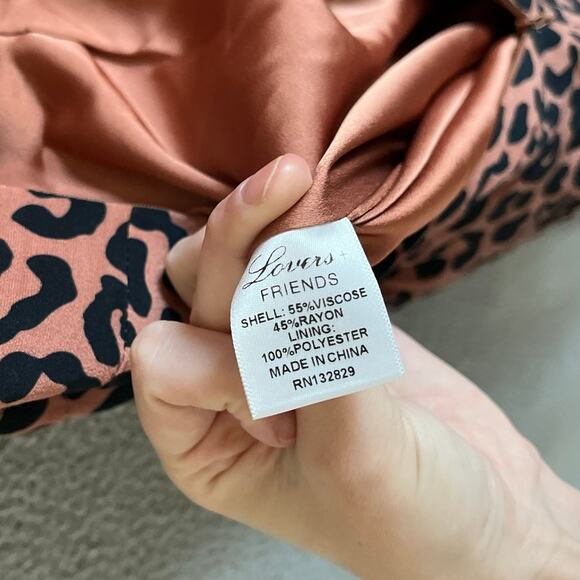 Lovers +
FRIENDS
SHELL: 55%VISCOSE
45%RAYON
LINING:
100%POLYESTER
MADE IN CHINA
RN132829